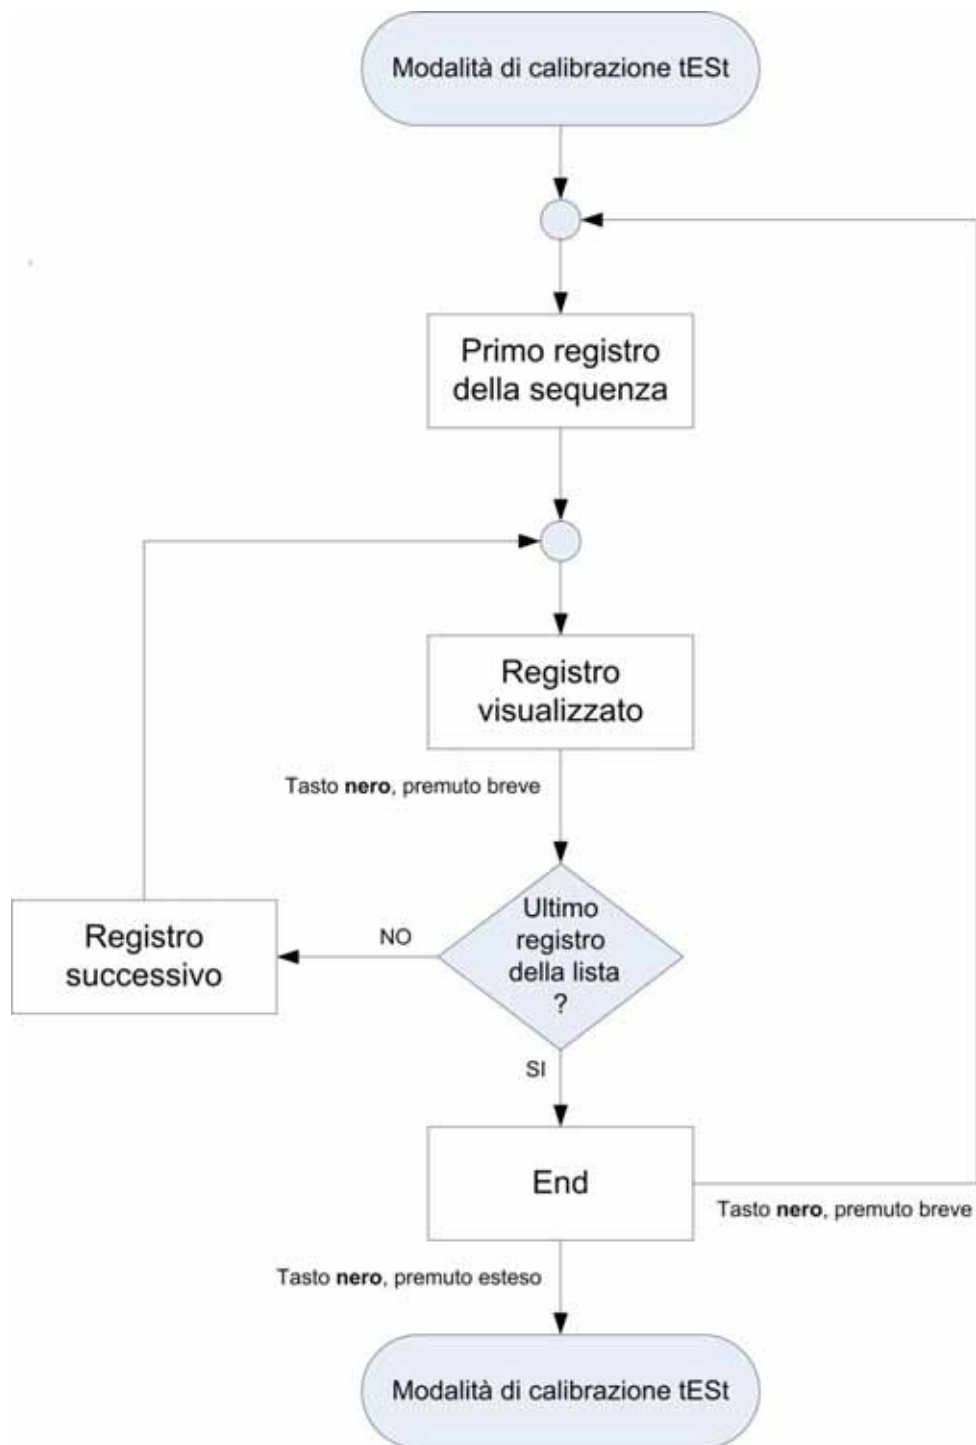 Modalità di calibrazione tESt
Primo registro
della sequenza
Registro
visualizzato
Tasto nero, premuto breve
Ultimo
registro
della lista
?
NO
Registro
successivo
SI
End
Tasto nero, premuto breve
Tasto nero, premuto esteso
Modalità di calibrazione tESt